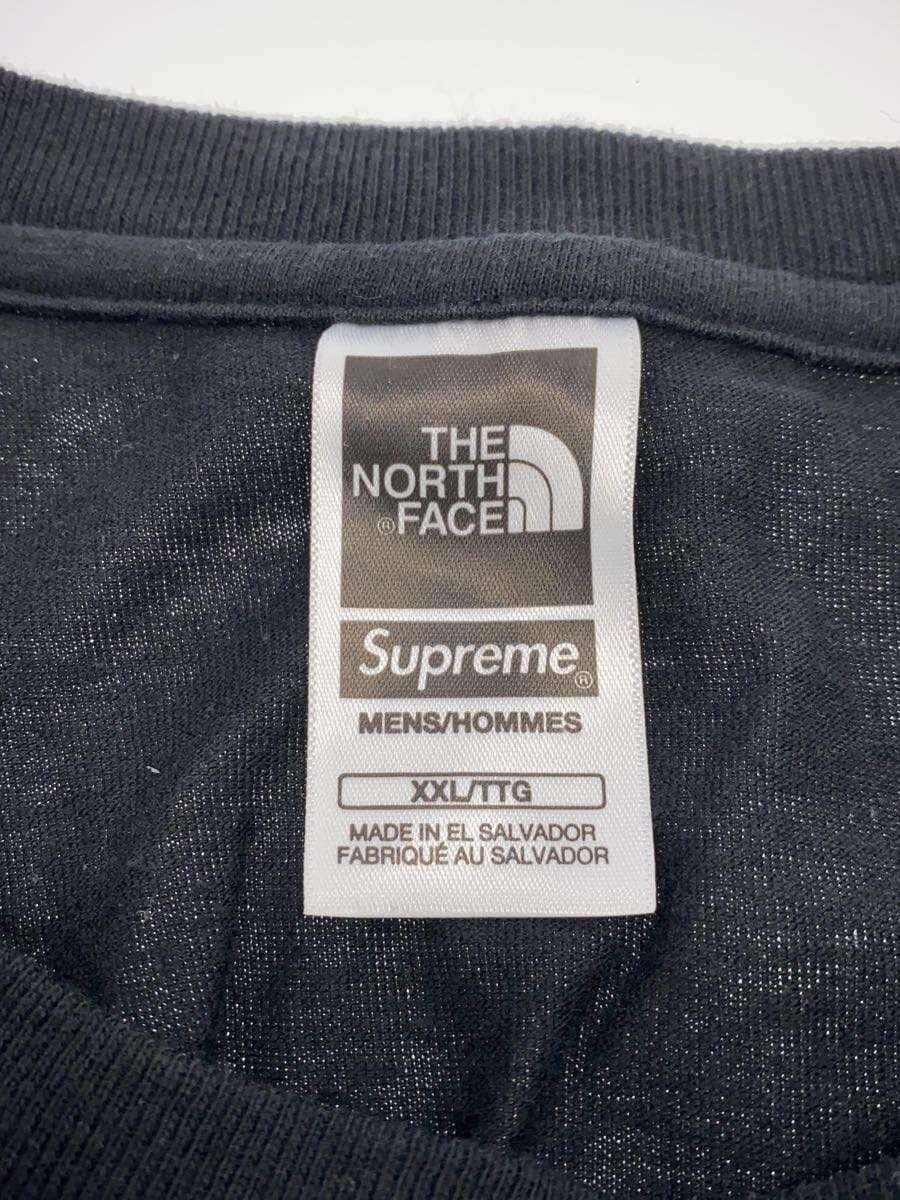 THE
NORTH
®FACE
Supreme®
MENS/HOMMES
XXL/TTG
MADE IN EL SALVADOR
FABRIQUÉ AU SALVADOR